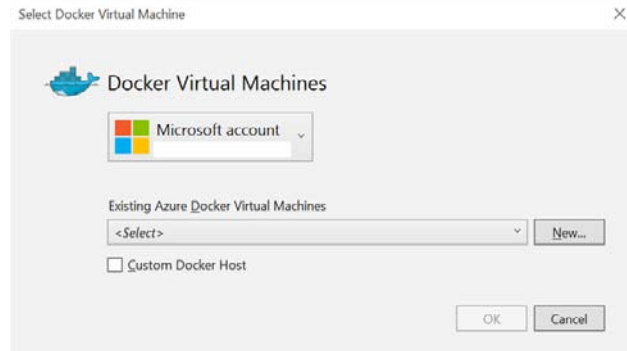 Select Docker Virtual Machine
Docker Virtual Machines
Microsoft account
Existing Azure Docker Virtual Machines
<Select>
New...
Custom Docker Host
OK Cancel